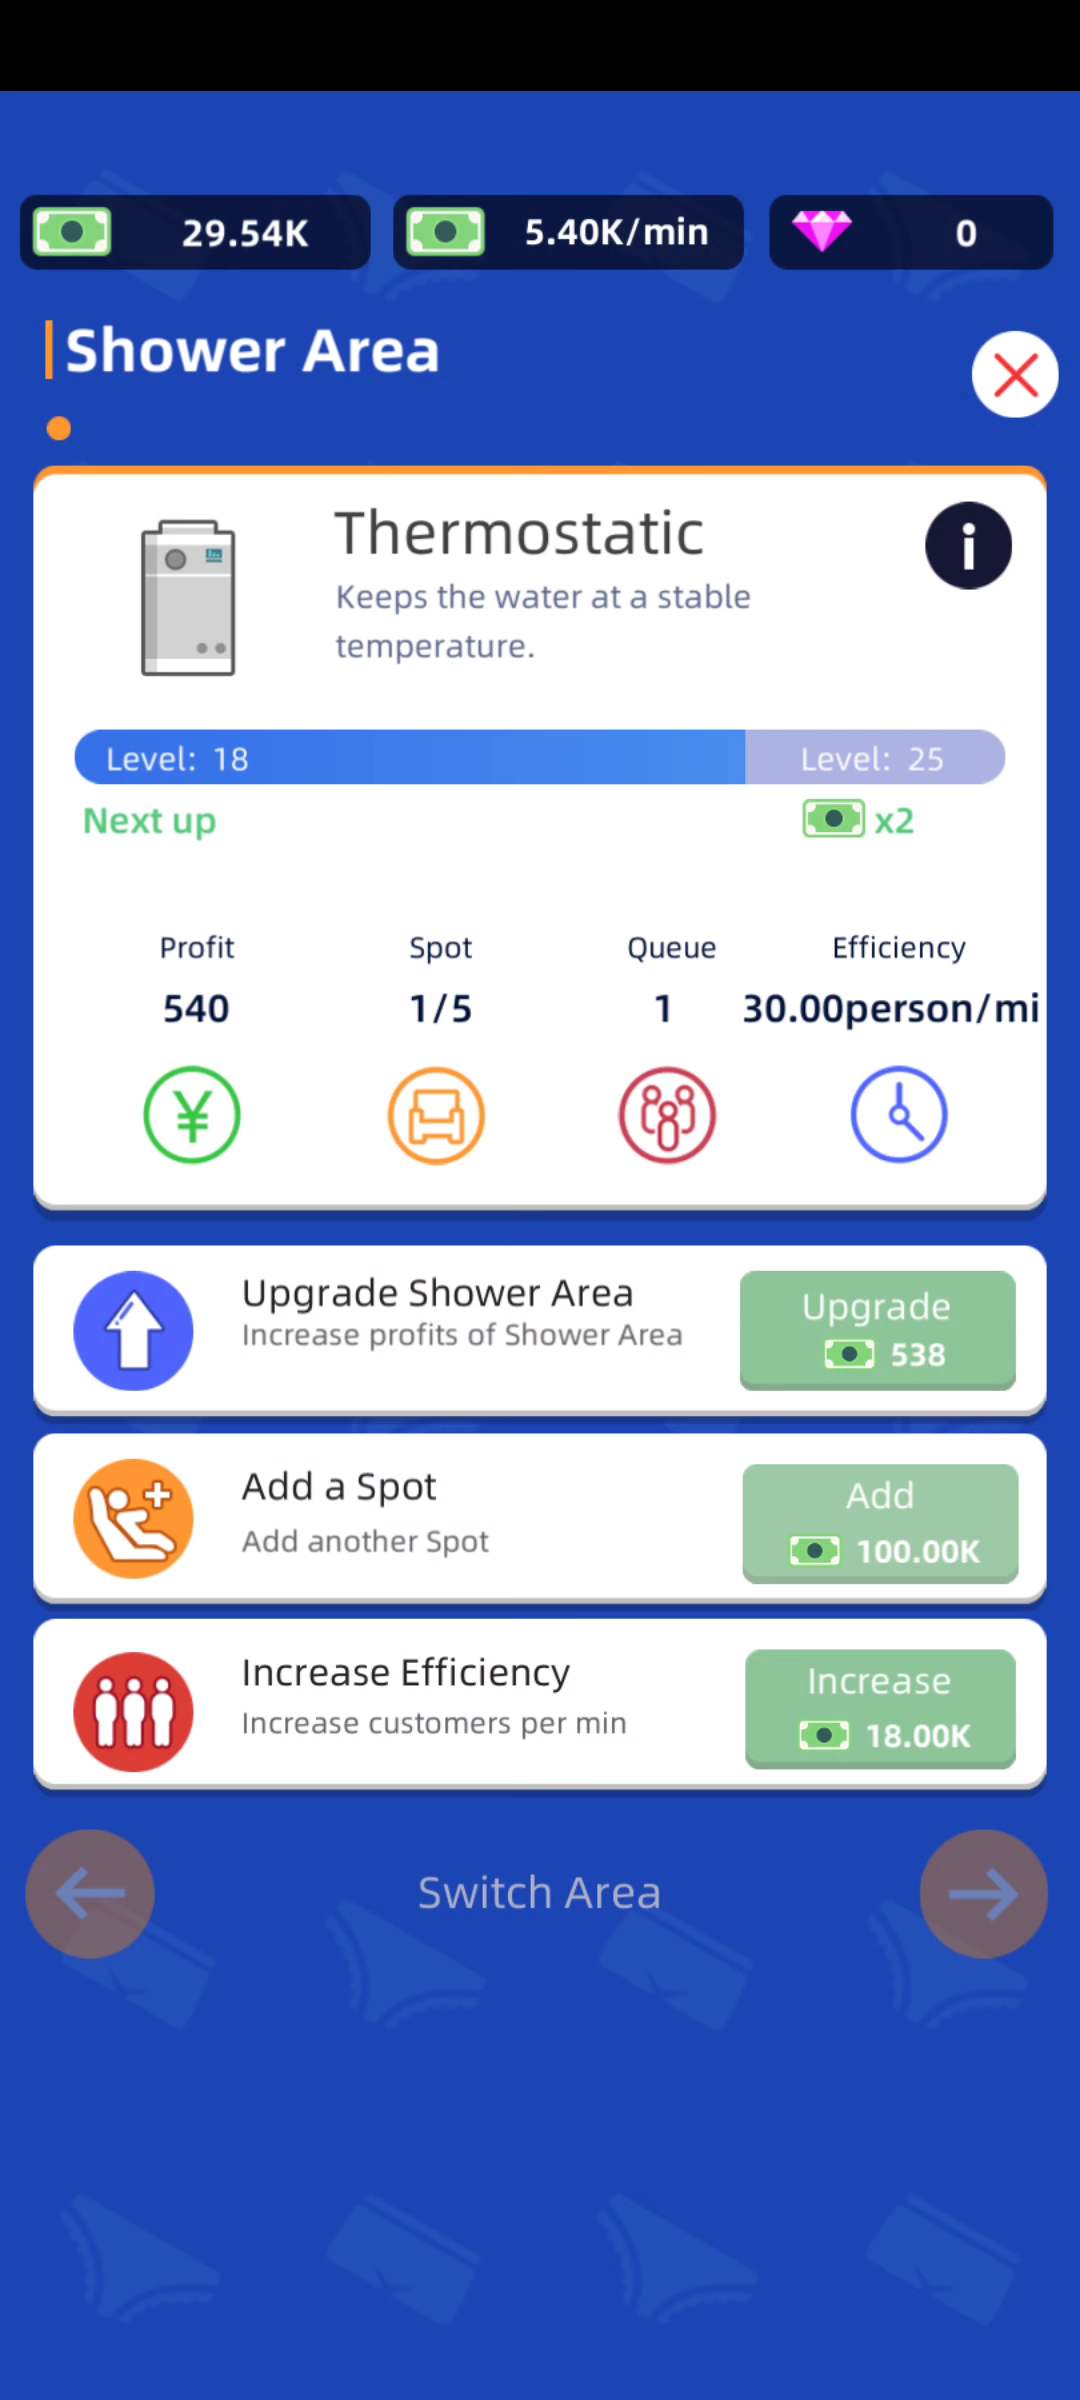 29.54K
5.40K/min
0
Shower Area
Thermostatic
Keeps the water at a stable
temperature.
Level: 18
Level: 25
Next up
x2
Profit
Spot
Queue
Efficiency
540
1/5
1
30.00person/mi
¥
Upgrade Shower Area
Increase profits of Shower Area
Upgrade
538
Add a Spot
Add another Spot
Add
100.00K
Increase Efficiency
Increase customers per min
Increase
18.00K
Switch Area